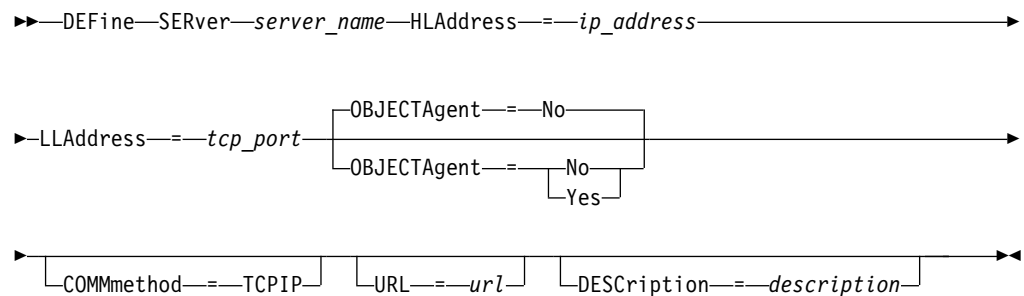 DEFine SERver server_name HLAddress = ip_address
OBJECTAgent = No
LLAddress = tcp_port
OBJECTAgent = No
Yes
COMMmethod = TCPIP URL = url DESCription = description